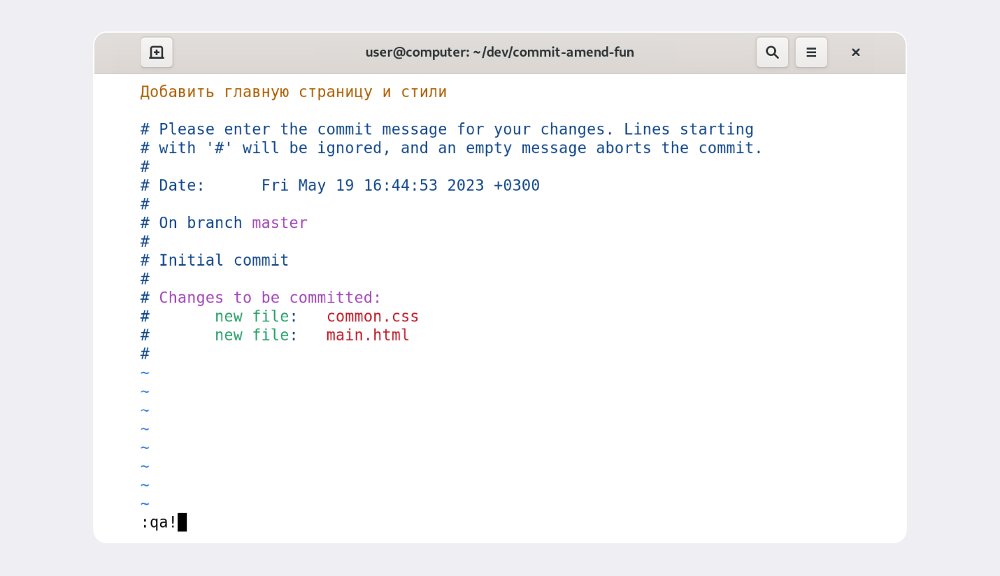 user@computer: ~/dev/commit-amend-fun
Добавить главную страницу и стили
# Please enter the commit message for your changes. Lines starting
# with '#' will be ignored, and an empty message aborts the commit.
#
# Date:      Fri May 19 16:44:53 2023 +0300
#
# On branch master
#
# Initial commit
#
# Changes to be committed:
#       new file:   common.css
#       new file:   main.html
#
~
~
~
~
~
~
~
~
:qa!